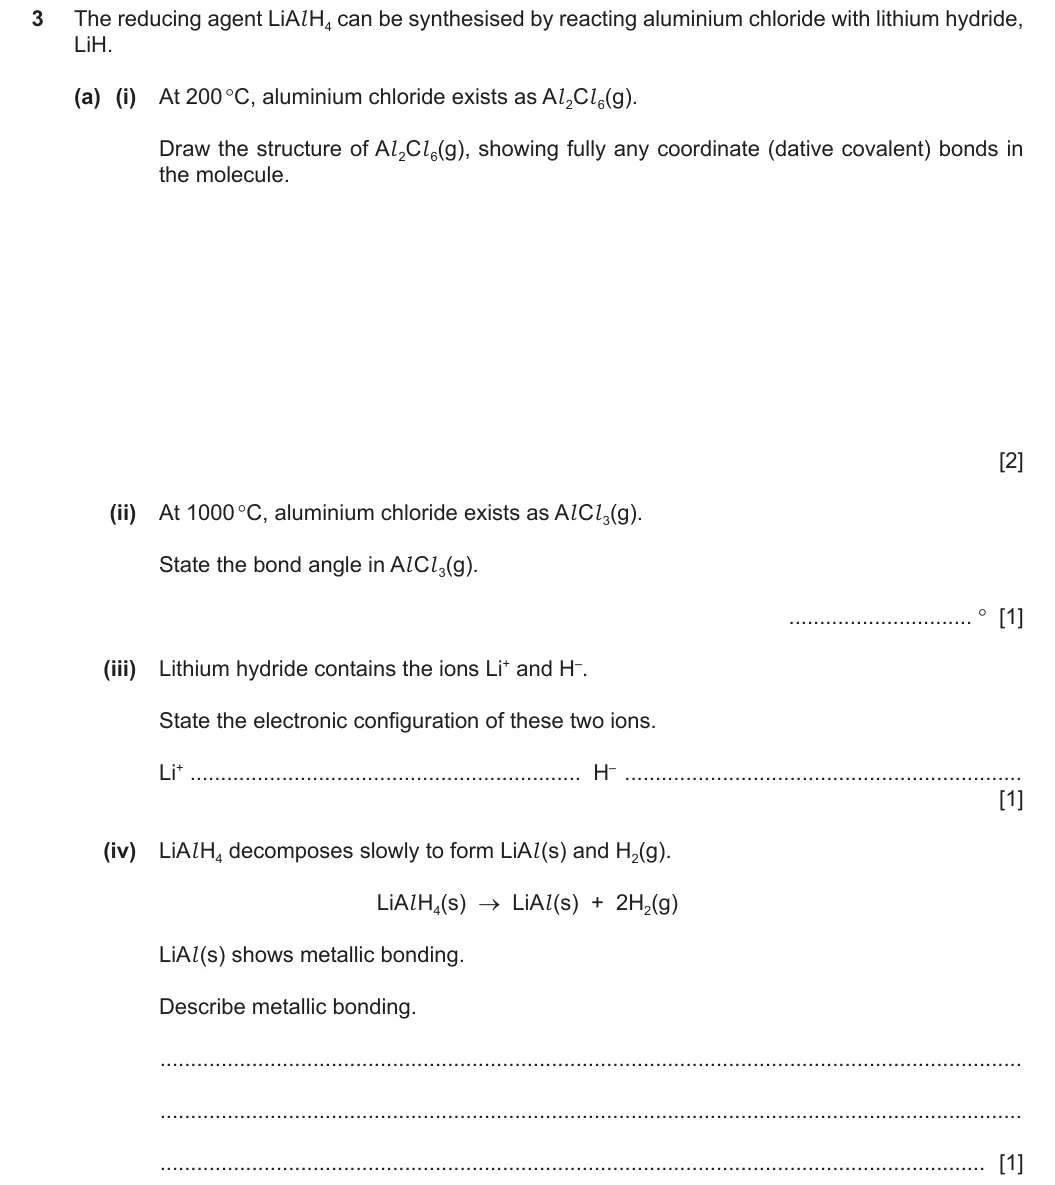 3 The reducing agent LiAlH₄ can be synthesised by reacting aluminium chloride with lithium hydride,
LiH.
(a) (i) At 200 °C, aluminium chloride exists as Al₂Cl₆(g).
Draw the structure of Al₂Cl₆(g), showing fully any coordinate (dative covalent) bonds in
the molecule.
[2]
(ii) At 1000 °C, aluminium chloride exists as AlCl₃(g).
State the bond angle in AlCl₃(g).
.............................. ° [1]
(iii) Lithium hydride contains the ions Li⁺ and H⁻.
State the electronic configuration of these two ions.
Li⁺ ................................................................ H⁻ .................................................................
[1]
(iv) LiAlH₄ decomposes slowly to form LiAl(s) and H₂(g).
LiAlH₄(s) → LiAl(s) + 2H₂(g)
LiAl(s) shows metallic bonding.
Describe metallic bonding.
.............................................................................................................................................
.............................................................................................................................................
....................................................................................................................................... [1]